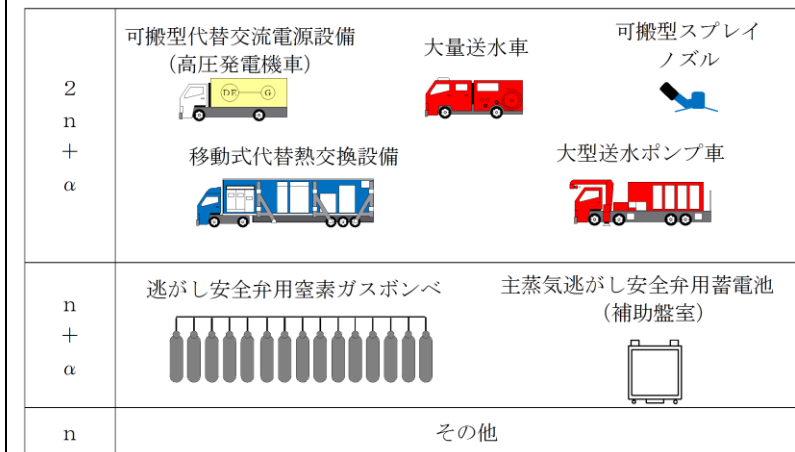 2
n
+
α
可搬型代替交流電源設備
（高圧発電機車）
DE
G
大量送水車
可搬型スプレイ
ノズル
移動式代替熱交換設備
大型送水ポンプ車
n
+
α
逃がし安全弁用窒素ガスボンベ
主蒸気逃がし安全弁用蓄電池
（補助盤室）
n
その他